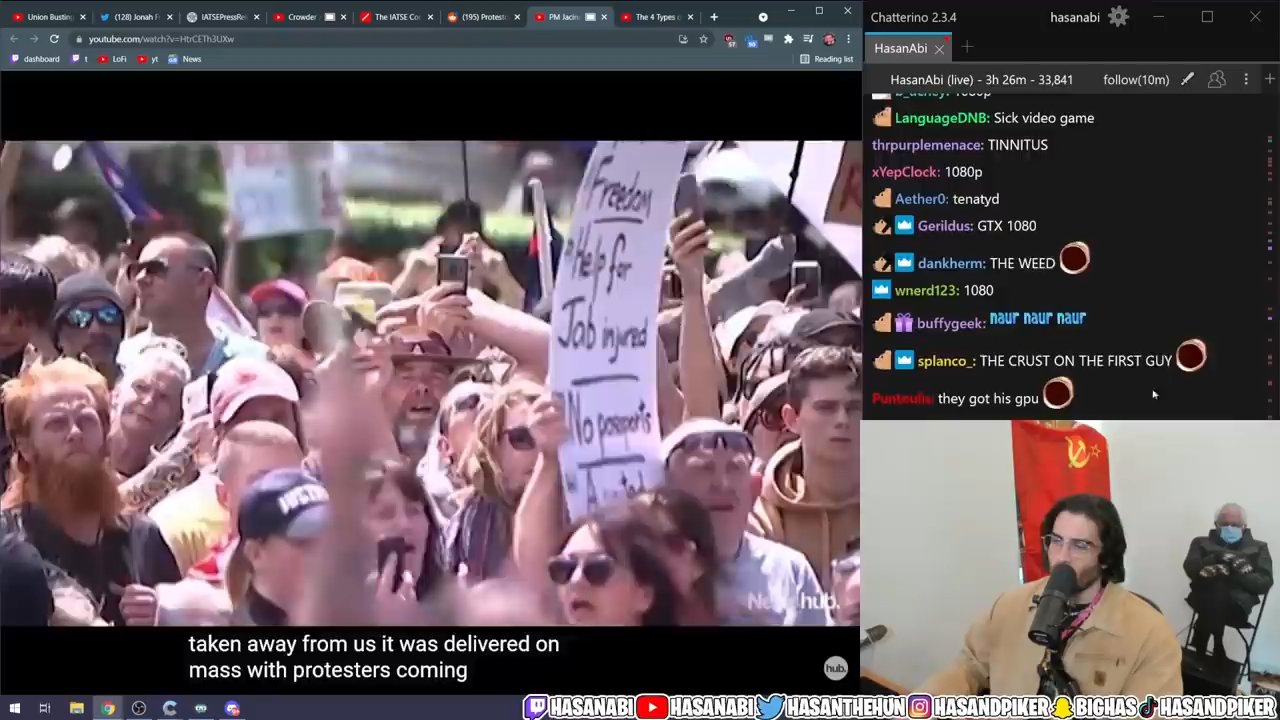 Union Busting
(128) Jonah F
IATSEPressRe
Crowder
The IATSE Co
(195) Protest
PM Jacin
The 4 Types o
youtube.com/watch?v=HtrCETh3UXw
57
dashboard
t
LoFi
yt
News
Reading list
Freedom
Help for
Job injured
No passports
JUSTIC
Newshub.
taken away from us it was delivered on
mass with protesters coming
hub.
Chatterino 2.3.4
hasanabi
HasanAbi
HasanAbi (live) - 3h 26m - 33,841
follow(10m)
LanguageDNB: Sick video game
thrpurplemenace: TINNITUS
xYepClock: 1080p
Aether0: tenatyd
Gerildus: GTX 1080
dankherm: THE WEED
wnerd123: 1080
buffygeek: naur naur naur
splanco_: THE CRUST ON THE FIRST GUY
Punteulis: they got his gpu
HASANABI
HASANABI
HASANTHEHUN
HASANDPIKER
BIGHAS
HASANDPIKER